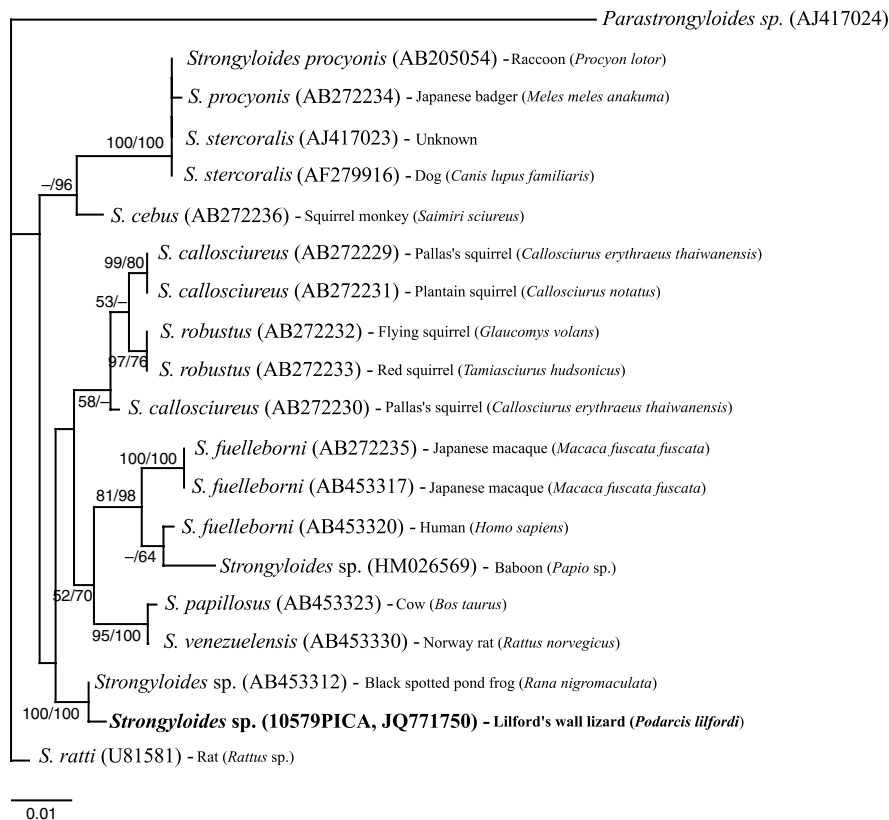 Parastrongyloides sp. (AJ417024)
Strongyloides procyonis (AB205054) - Raccoon (Procyon lotor)
S. procyonis (AB272234) - Japanese badger (Meles meles anakuma)
100/100
S. stercoralis (AJ417023) - Unknown
S. stercoralis (AF279916) - Dog (Canis lupus familiaris)
–/96
S. cebus (AB272236) - Squirrel monkey (Saimiri sciureus)
S. callosciureus (AB272229) - Pallas's squirrel (Callosciurus erythraeus thaiwanensis)
99/80
S. callosciureus (AB272231) - Plantain squirrel (Callosciurus notatus)
53/–
S. robustus (AB272232) - Flying squirrel (Glaucomys volans)
97/76
S. robustus (AB272233) - Red squirrel (Tamiasciurus hudsonicus)
58/–
S. callosciureus (AB272230) - Pallas's squirrel (Callosciurus erythraeus thaiwanensis)
S. fuelleborni (AB272235) - Japanese macaque (Macaca fuscata fuscata)
100/100
S. fuelleborni (AB453317) - Japanese macaque (Macaca fuscata fuscata)
81/98
S. fuelleborni (AB453320) - Human (Homo sapiens)
–/64
Strongyloides sp. (HM026569) - Baboon (Papio sp.)
52/70
S. papillosus (AB453323) - Cow (Bos taurus)
95/100
S. venezuelensis (AB453330) - Norway rat (Rattus norvegicus)
Strongyloides sp. (AB453312) - Black spotted pond frog (Rana nigromaculata)
100/100
Strongyloides sp. (10579PICA, JQ771750) - Lilford's wall lizard (Podarcis lilfordi)
S. ratti (U81581) - Rat (Rattus sp.)
0.01